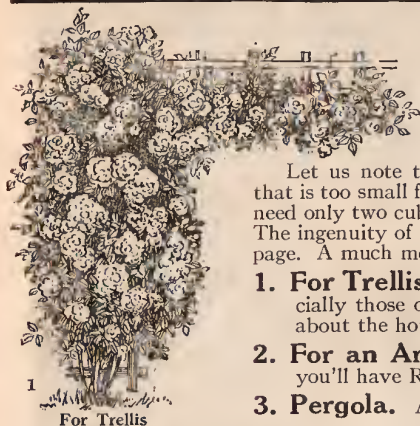 Let us note t
that is too small f
need only two cul
The ingenuity of
page. A much mo
1. For Trellis
cially those o
about the ho
2. For an Ar
you'll have R
3. Pergola. A
1
For Trellis